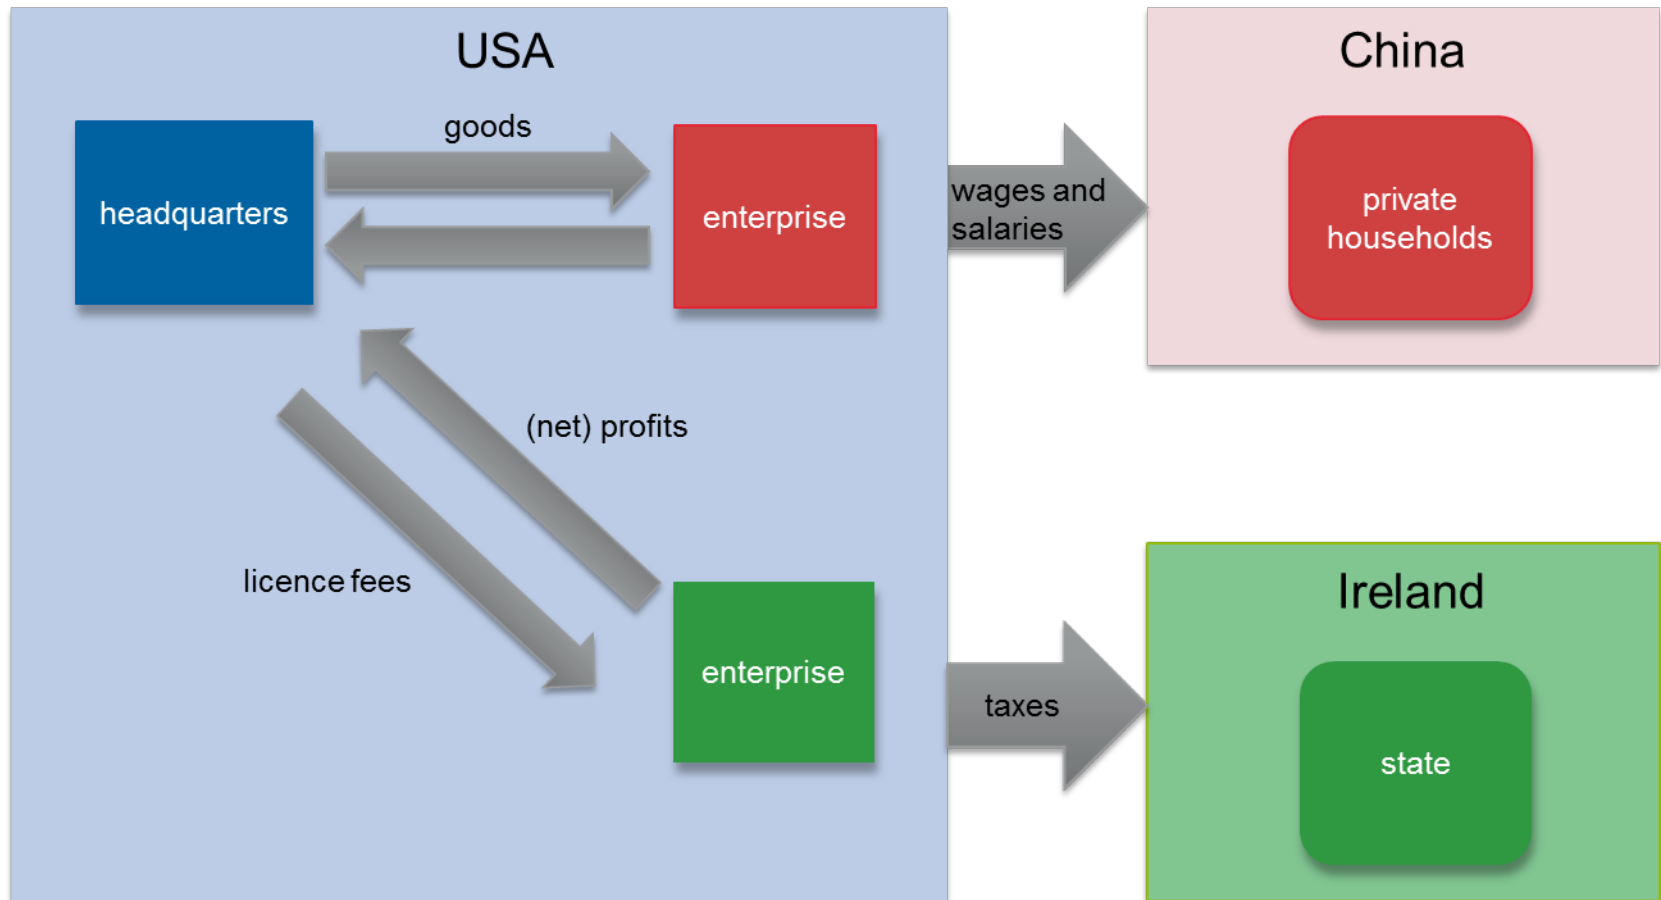 USA
China
goods
headquarters
enterprise
wages and
salaries
private
households
(net) profits
licence fees
enterprise
taxes
Ireland
state